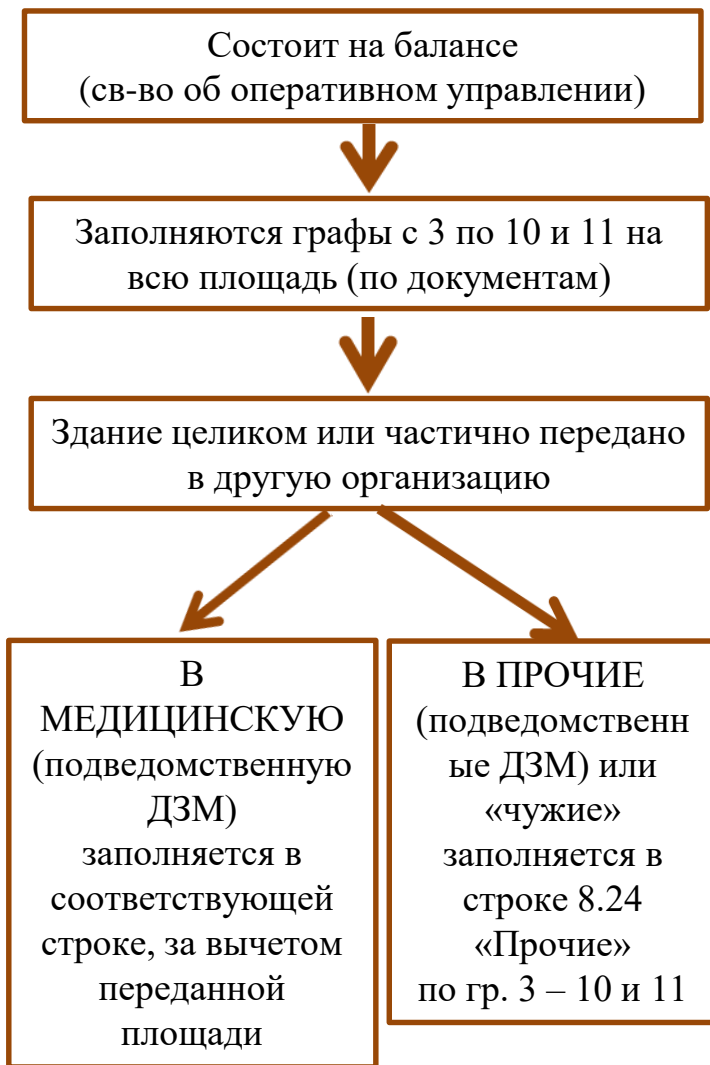 Состоит на балансе
(св-во об оперативном управлении)
Заполняются графы с 3 по 10 и 11 на
всю площадь (по документам)
Здание целиком или частично передано
в другую организацию
В
МЕДИЦИНСКУЮ
(подведомственную
ДЗМ)
заполняется в
соответствующей
строке, за вычетом
переданной
площади
В ПРОЧИЕ
(подведомственн
ые ДЗМ) или
«чужие»
заполняется в
строке 8.24
«Прочие»
по гр. 3 – 10 и 11